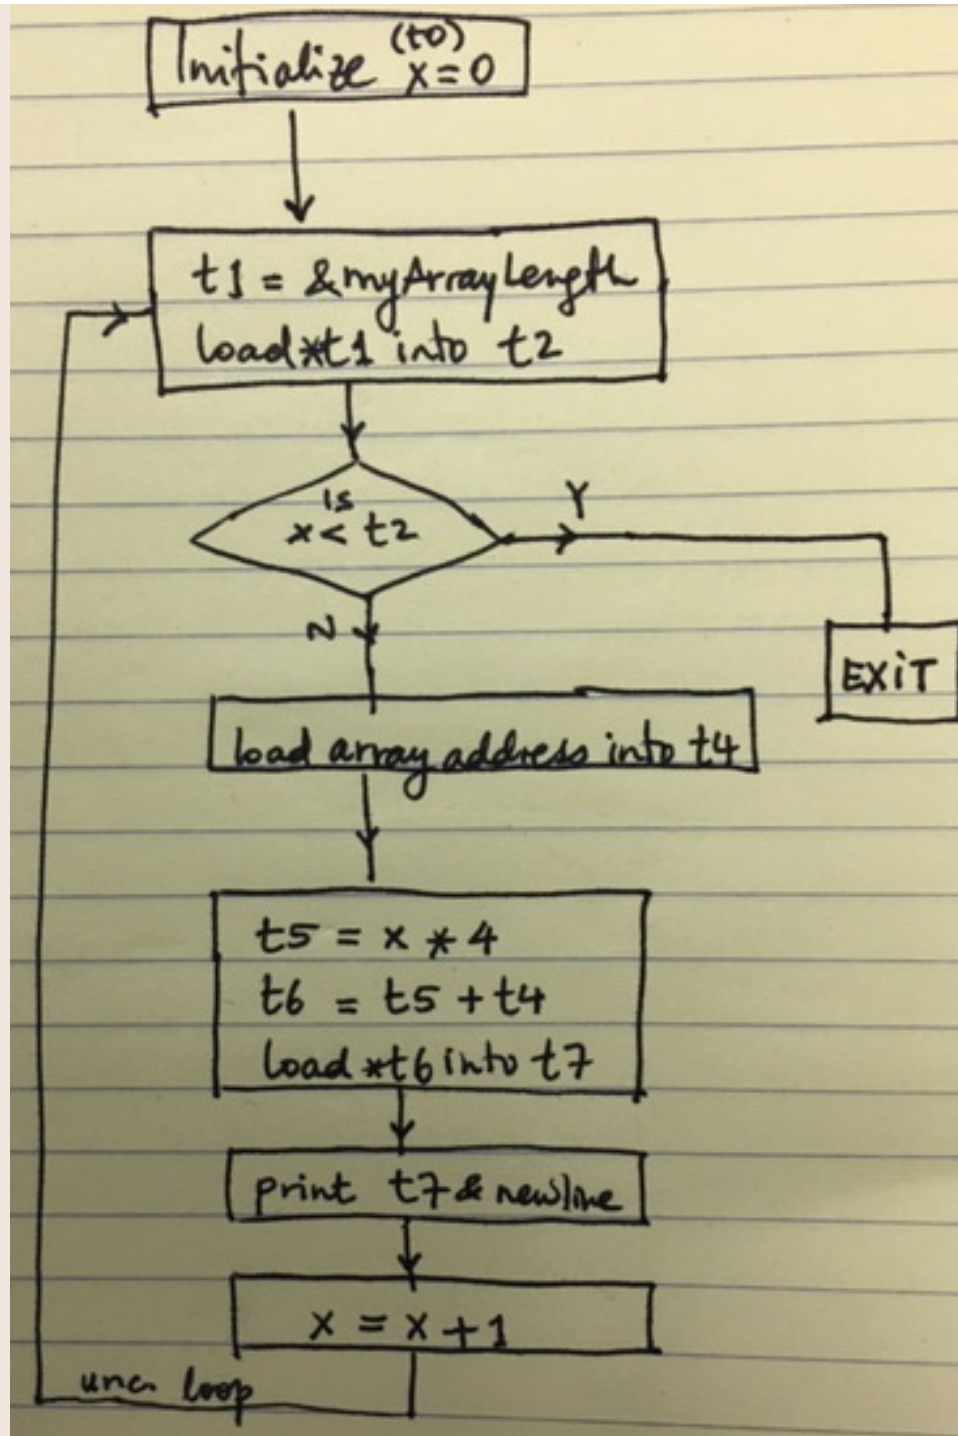 (t0)
Initialize x=0
t1 = &myArrayLength
load *t1 into t2
is
x < t2
Y
N
EXiT
load array address into t4
t5 = x * 4
t6 = t5 + t4
load *t6 into t7
print t7 & newline
x = x + 1
unc. loop